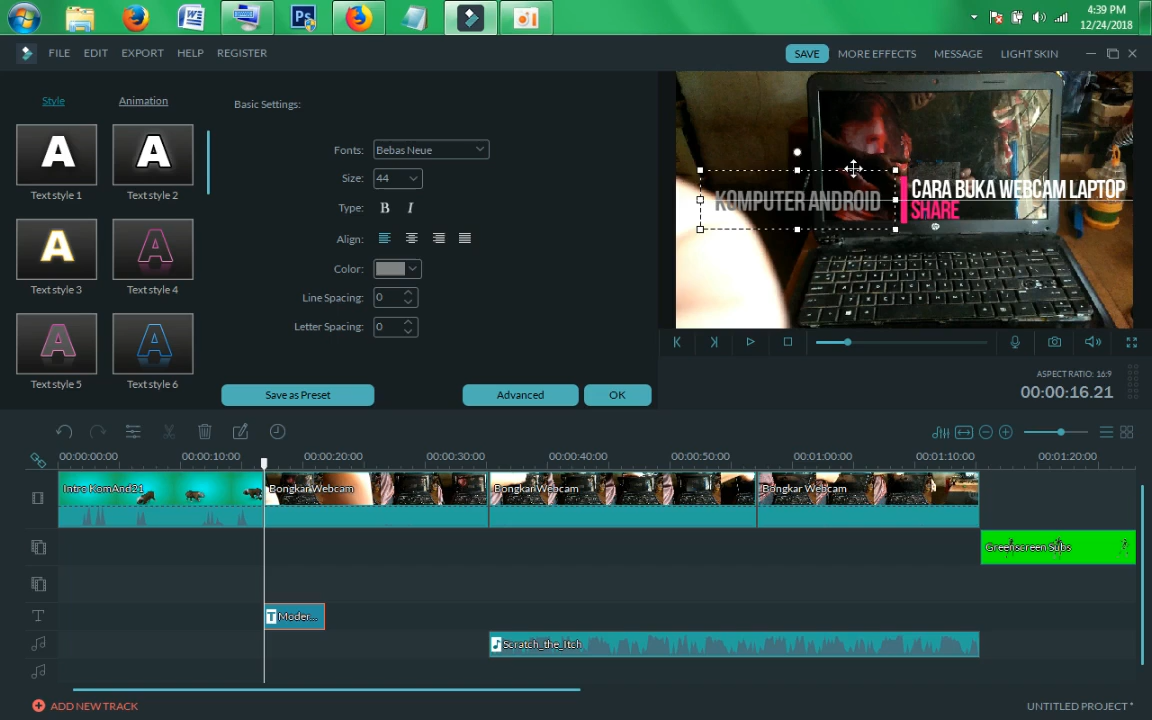 4:39 PM
12/24/2018
FILE EDIT EXPORT HELP REGISTER
SAVE MORE EFFECTS MESSAGE LIGHT SKIN
Style Animation
A A
Text style 1 Text style 2
A A
Text style 3 Text style 4
A A
Text style 5 Text style 6
Basic Settings:
Fonts: Bebas Neue
Size: 44
Type: B I
Align:
Color:
Line Spacing: 0
Letter Spacing: 0
Save as Preset Advanced OK
KOMPUTER ANDROID
CARA BUKA WEBCAM LAPTOP
SHARE
ASPECT RATIO: 16:9
00:00:16.21
00:00:00:00 00:00:10:00 00:00:20:00 00:00:30:00 00:00:40:00 00:00:50:00 00:01:00:00 00:01:10:00 00:01:20:00
Intro KomAnd21 Bongkar Webcam Bongkar Webcam Bongkar Webcam
Greenscreen Subs
T T Moder...
Scratch_the_Itch
ADD NEW TRACK
UNTITLED PROJECT *